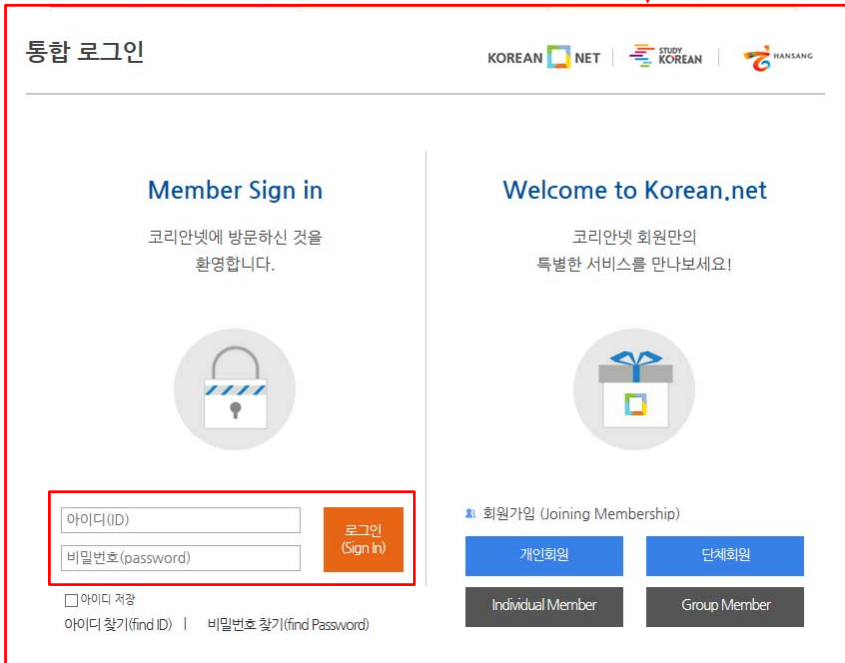 통합 로그인
KOREAN NET
STUDY KOREAN
HANSANG
Member Sign in
코리안넷에 방문하신 것을
환영합니다.
아이디(ID)
비밀번호(password)
로그인
(Sign In)
아이디 저장
아이디 찾기(find ID) | 비밀번호 찾기(find Password)
Welcome to Korean.net
코리안넷 회원만의
특별한 서비스를 만나보세요!
회원가입 (Joining Membership)
개인회원
단체회원
Individual Member
Group Member